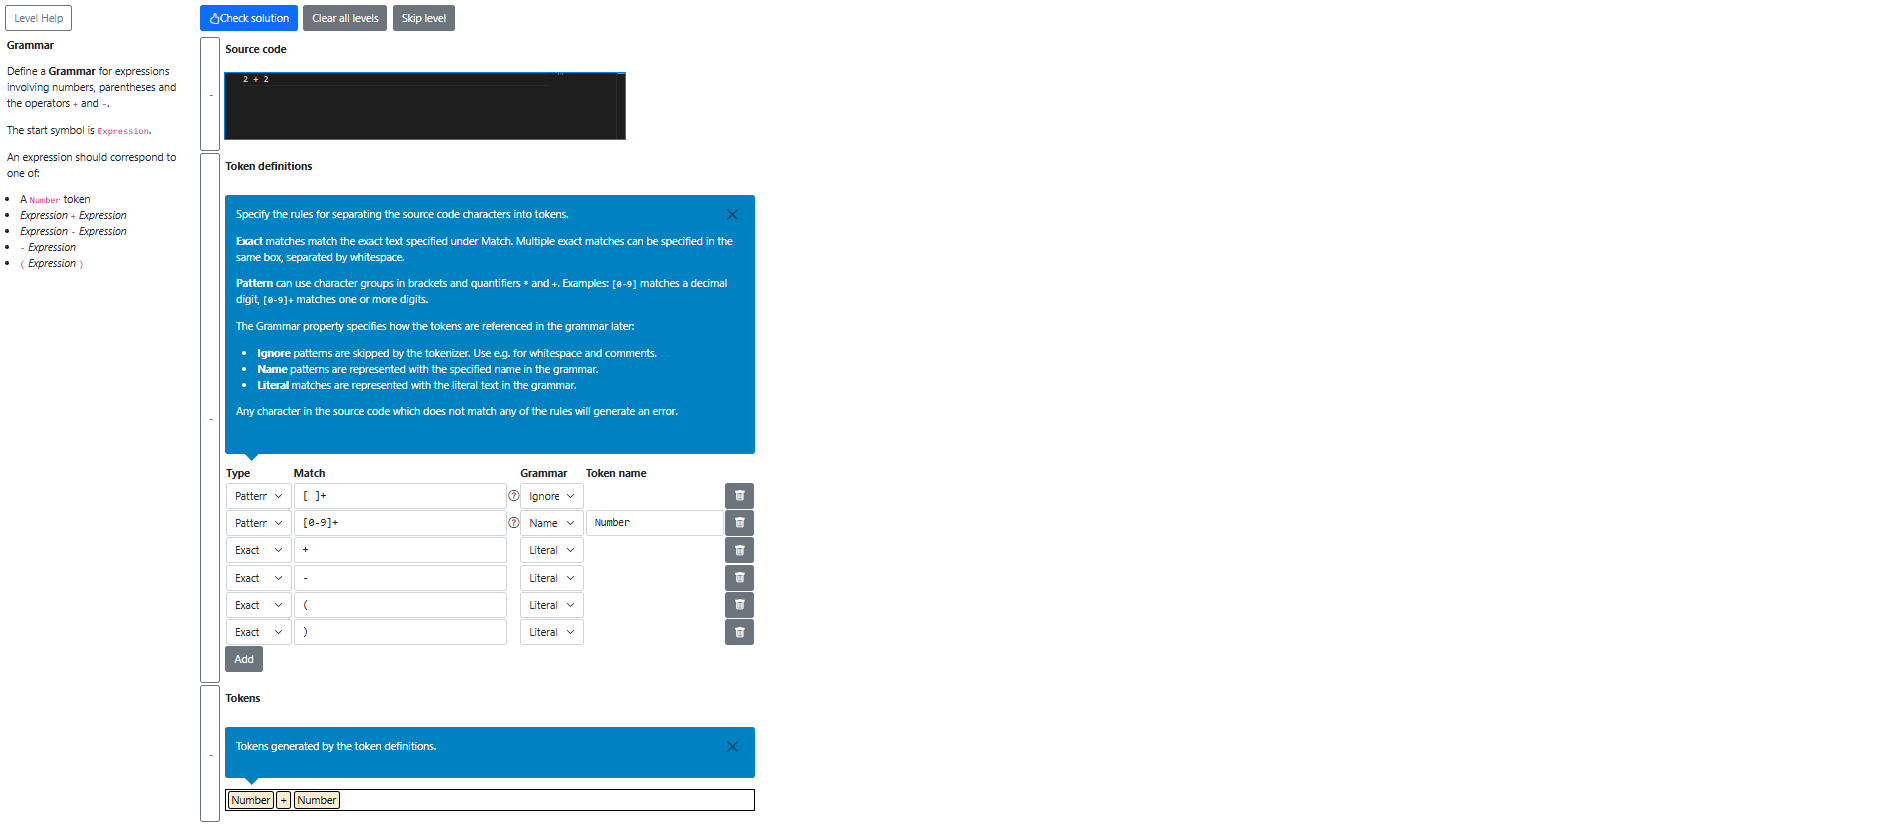 Level Help
Check solution
Clear all levels
Skip level
Grammar
Define a Grammar for expressions
involving numbers, parentheses and
the operators + and -.
The start symbol is Expression.
An expression should correspond to
one of:
A Number token
Expression + Expression
Expression - Expression
- Expression
( Expression )
-
Source code
2 + 2
-
Token definitions
Specify the rules for separating the source code characters into tokens.
Exact matches match the exact text specified under Match. Multiple exact matches can be specified in the
same box, separated by whitespace.
Pattern can use character groups in brackets and quantifiers * and +. Examples: [0-9] matches a decimal
digit, [0-9]+ matches one or more digits.
The Grammar property specifies how the tokens are referenced in the grammar later:
Ignore patterns are skipped by the tokenizer. Use e.g. for whitespace and comments.
Name patterns are represented with the specified name in the grammar.
Literal matches are represented with the literal text in the grammar.
Any character in the source code which does not match any of the rules will generate an error.
Type Match Grammar Token name
Pattern [ ]+ ? Ignore
Pattern [0-9]+ ? Name Number
Exact + Literal
Exact - Literal
Exact ( Literal
Exact ) Literal
Add
-
Tokens
Tokens generated by the token definitions.
Number + Number